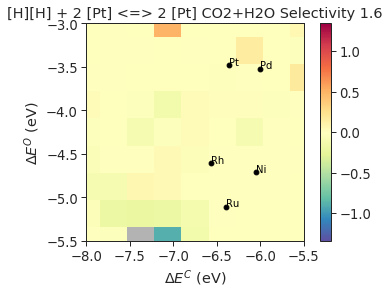 [H][H] + 2 [Pt] <=> 2 [Pt] CO2+H2O Selectivity 1.6
−3.0
−3.5
−4.0
−4.5
−5.0
−5.5
ΔE^O (eV)
Pt
Pd
Rh
Ni
Ru
−8.0 −7.5 −7.0 −6.5 −6.0 −5.5
ΔE^C (eV)
1.0
0.5
0.0
−0.5
−1.0